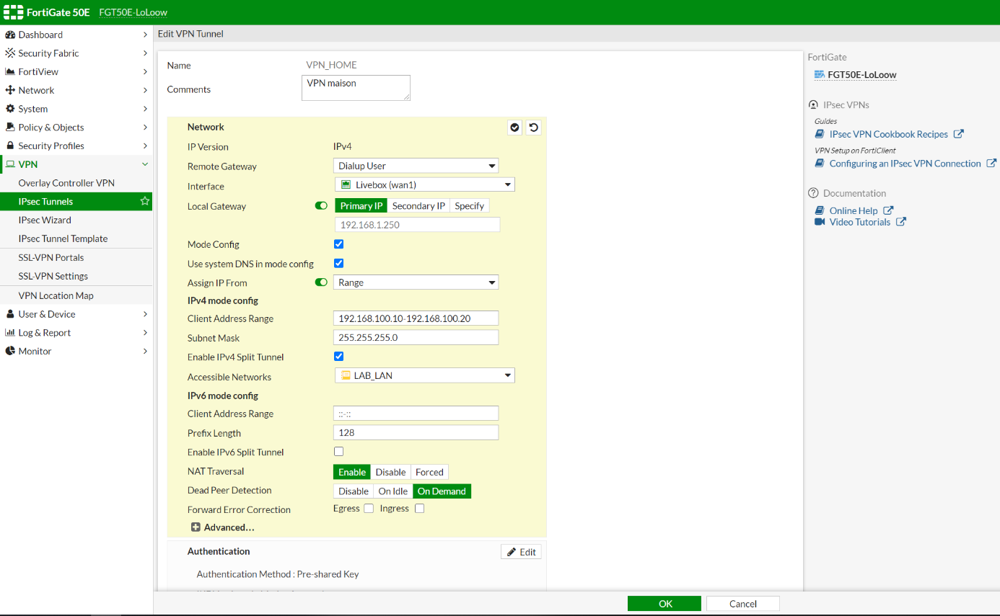 FortiGate 50E FGT50E-LoLoow
Dashboard
Security Fabric
FortiView
Network
System
Policy & Objects
Security Profiles
VPN
Overlay Controller VPN
IPsec Tunnels
IPsec Wizard
IPsec Tunnel Template
SSL-VPN Portals
SSL-VPN Settings
VPN Location Map
User & Device
Log & Report
Monitor
Edit VPN Tunnel
Name VPN_HOME
Comments VPN maison
Network
IP Version IPv4
Remote Gateway Dialup User
Interface Livebox (wan1)
Local Gateway Primary IP Secondary IP Specify
192.168.1.250
Mode Config
Use system DNS in mode config
Assign IP From Range
IPv4 mode config
Client Address Range 192.168.100.10-192.168.100.20
Subnet Mask 255.255.255.0
Enable IPv4 Split Tunnel
Accessible Networks LAB_LAN
IPv6 mode config
Client Address Range ::-::
Prefix Length 128
Enable IPv6 Split Tunnel
NAT Traversal Enable Disable Forced
Dead Peer Detection Disable On Idle On Demand
Forward Error Correction Egress Ingress
Advanced...
Authentication Edit
Authentication Method : Pre-shared Key
OK Cancel
FortiGate
FGT50E-LoLoow
IPsec VPNs
Guides
IPsec VPN Cookbook Recipes
VPN Setup on FortiClient
Configuring an IPsec VPN Connection
Documentation
Online Help
Video Tutorials